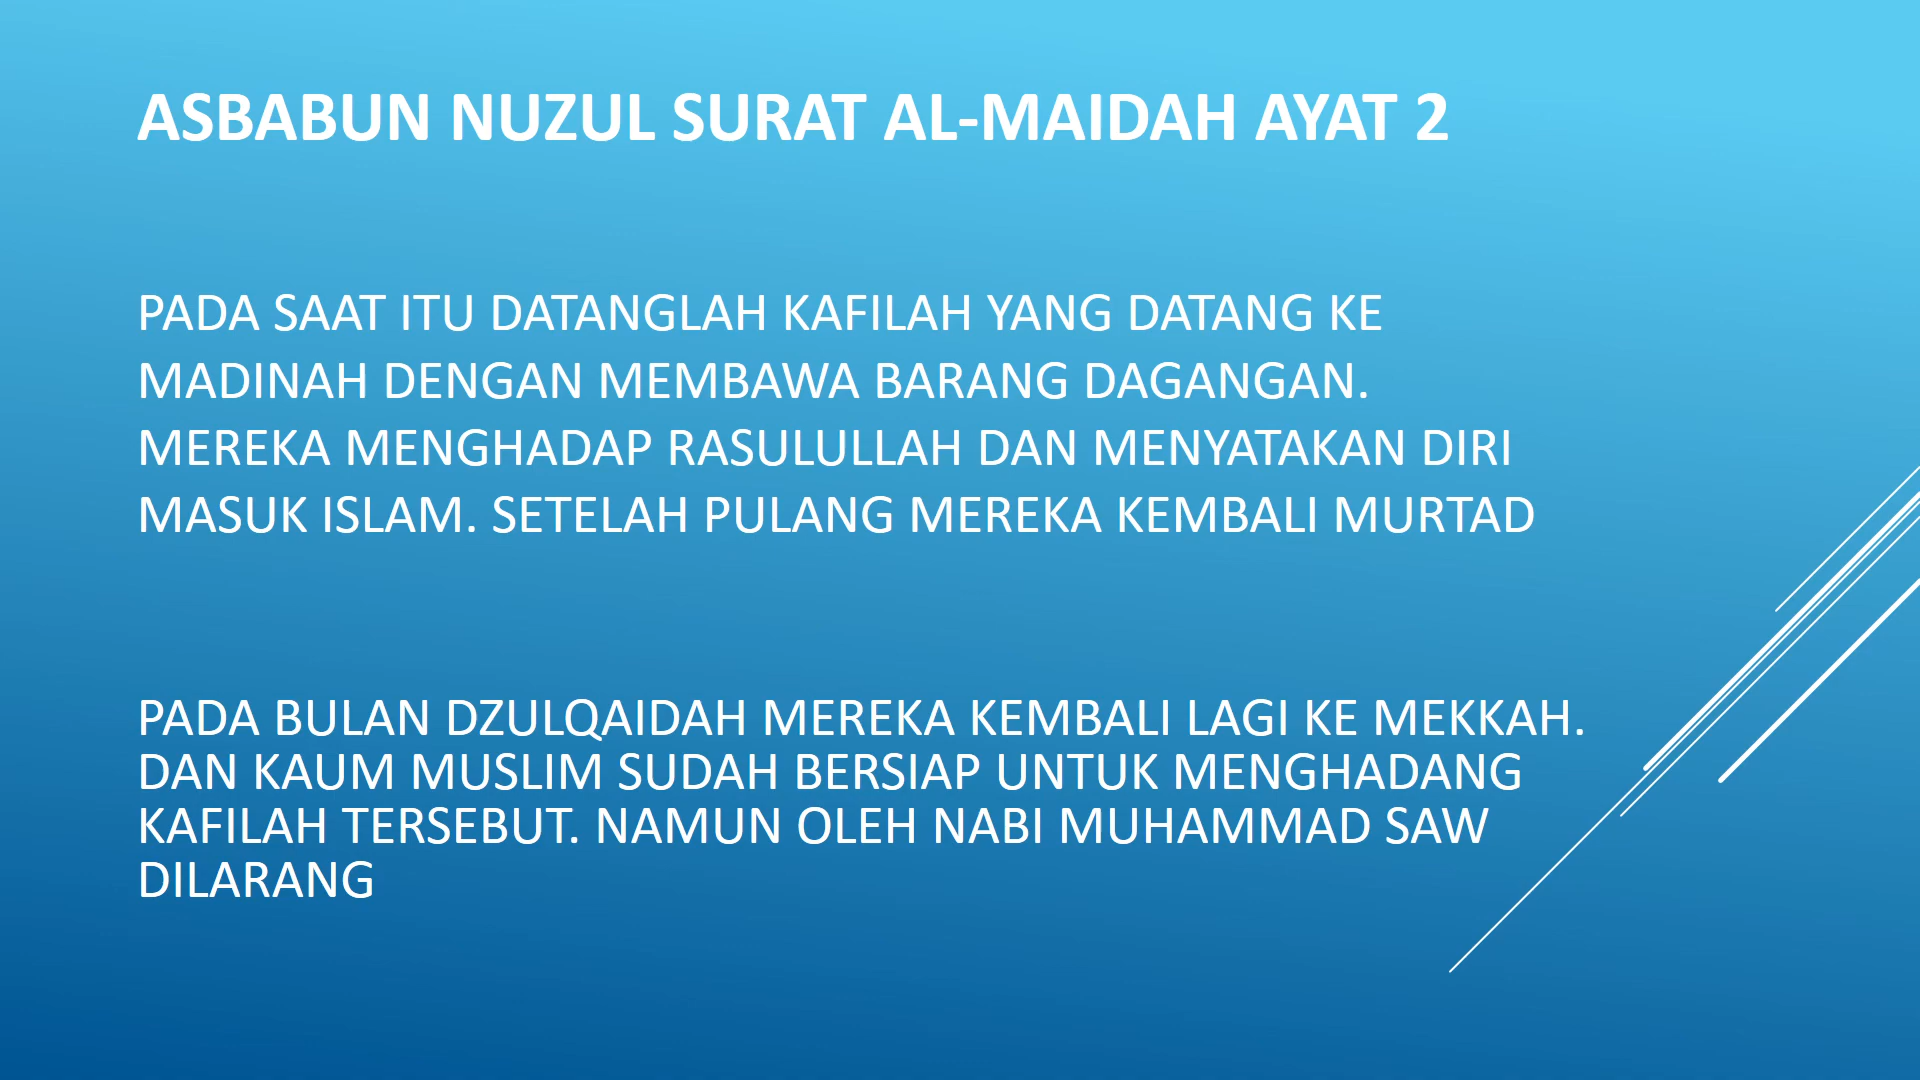 ASBABUN NUZUL SURAT AL-MAIDAH AYAT 2
PADA SAAT ITU DATANGLAH KAFILAH YANG DATANG KE
MADINAH DENGAN MEMBAWA BARANG DAGANGAN.
MEREKA MENGHADAP RASULULLAH DAN MENYATAKAN DIRI
MASUK ISLAM. SETELAH PULANG MEREKA KEMBALI MURTAD
PADA BULAN DZULQAIDAH MEREKA KEMBALI LAGI KE MEKKAH.
DAN KAUM MUSLIM SUDAH BERSIAP UNTUK MENGHADANG
KAFILAH TERSEBUT. NAMUN OLEH NABI MUHAMMAD SAW
DILARANG